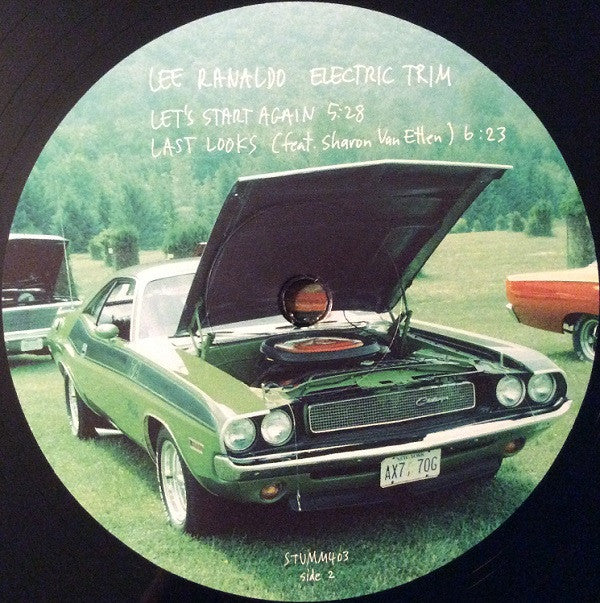 LEE RANALDO ELECTRIC TRIM
LET'S START AGAIN 5:28
LAST LOOKS (feat. Sharon Van Etten) 6:23
Challenger
AX7 70G
STUMM403
side 2